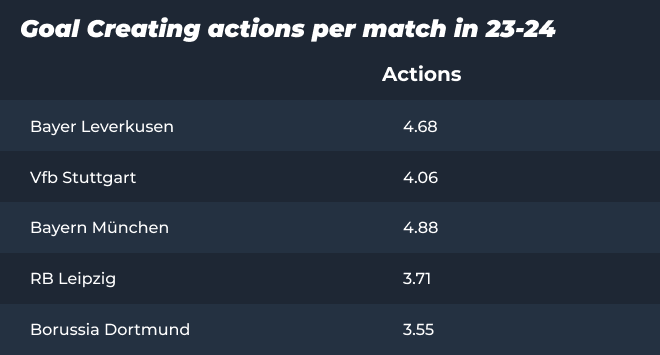 Goal Creating actions per match in 23-24
Actions
Bayer Leverkusen 4.68
Vfb Stuttgart 4.06
Bayern München 4.88
RB Leipzig 3.71
Borussia Dortmund 3.55